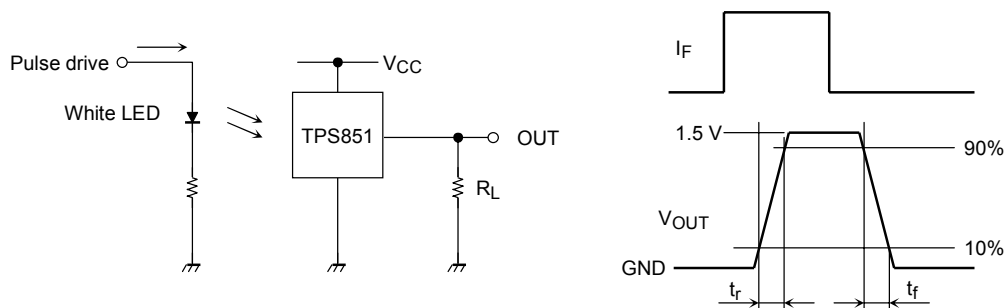 Pulse drive
White LED
VCC
TPS851
OUT
RL
IF
1.5 V
90%
VOUT
10%
GND
tr
tf